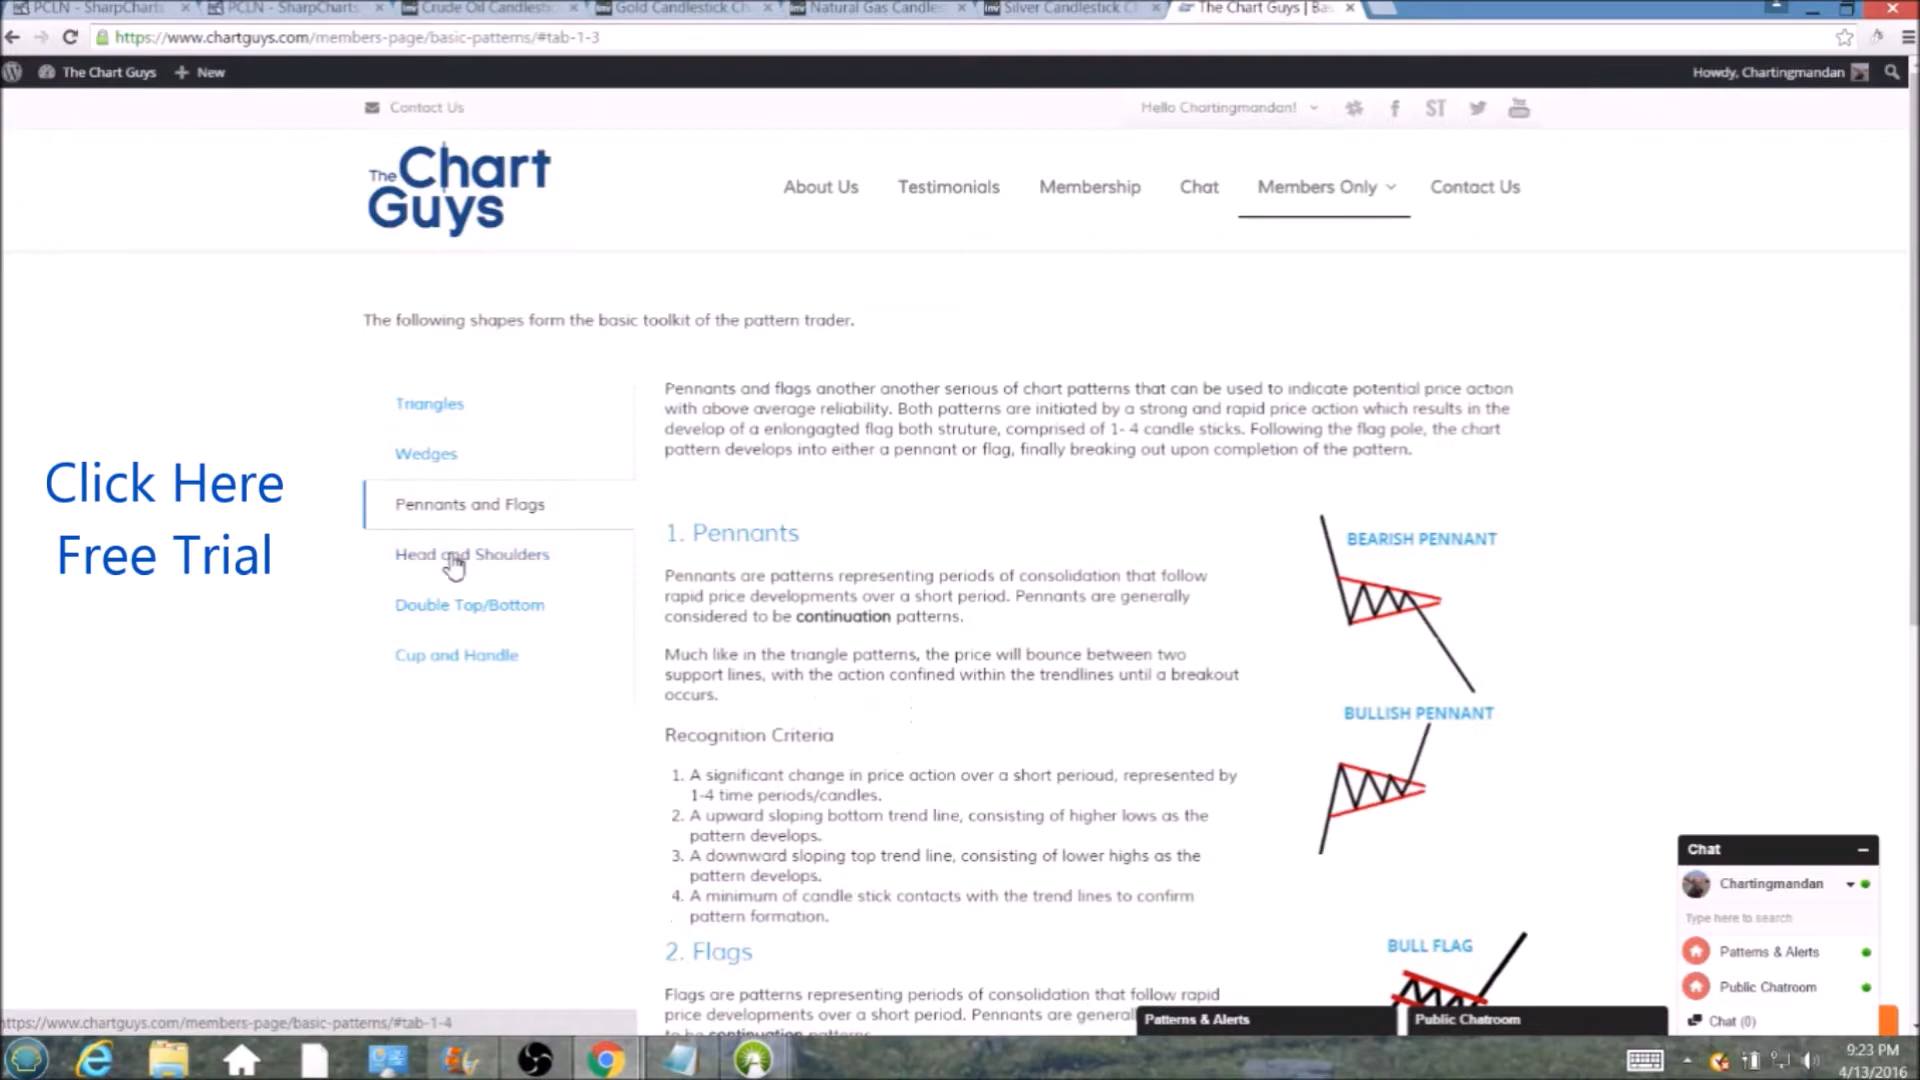 PCLN - SharpCharts
PCLN - SharpCharts
Crude Oil Candlestic
Gold Candlestick Ch
Natural Gas Candles
Silver Candlestick C
The Chart Guys | Bas
https://www.chartguys.com/members-page/basic-patterns/#tab-1-3
The Chart Guys
New
Howdy, Chartingmandan
Contact Us
Hello Chartingmandan!
ST
The Chart Guys
About Us
Testimonials
Membership
Chat
Members Only
Contact Us
The following shapes form the basic toolkit of the pattern trader.
Triangles
Wedges
Pennants and Flags
Head and Shoulders
Double Top/Bottom
Cup and Handle
Click Here
Free Trial
Pennants and flags another another serious of chart patterns that can be used to indicate potential price action
with above average reliability. Both patterns are initiated by a strong and rapid price action which results in the
develop of a enlongagted flag both struture, comprised of 1- 4 candle sticks. Following the flag pole, the chart
pattern develops into either a pennant or flag, finally breaking out upon completion of the pattern.
1. Pennants
Pennants are patterns representing periods of consolidation that follow
rapid price developments over a short period. Pennants are generally
considered to be continuation patterns.
Much like in the triangle patterns, the price will bounce between two
support lines, with the action confined within the trendlines until a breakout
occurs.
Recognition Criteria
1. A significant change in price action over a short perioud, represented by
1-4 time periods/candles.
2. A upward sloping bottom trend line, consisting of higher lows as the
pattern develops.
3. A downward sloping top trend line, consisting of lower highs as the
pattern develops.
4. A minimum of candle stick contacts with the trend lines to confirm
pattern formation.
2. Flags
Flags are patterns representing periods of consolidation that follow rapid
price developments over a short period. Pennants are general
to be continuation patterns.
BEARISH PENNANT
BULLISH PENNANT
BULL FLAG
Chat
Chartingmandan
Type here to search
Patterns & Alerts
Public Chatroom
Chat (0)
Patterns & Alerts
Public Chatroom
https://www.chartguys.com/members-page/basic-patterns/#tab-1-4
9:23 PM
4/13/2016